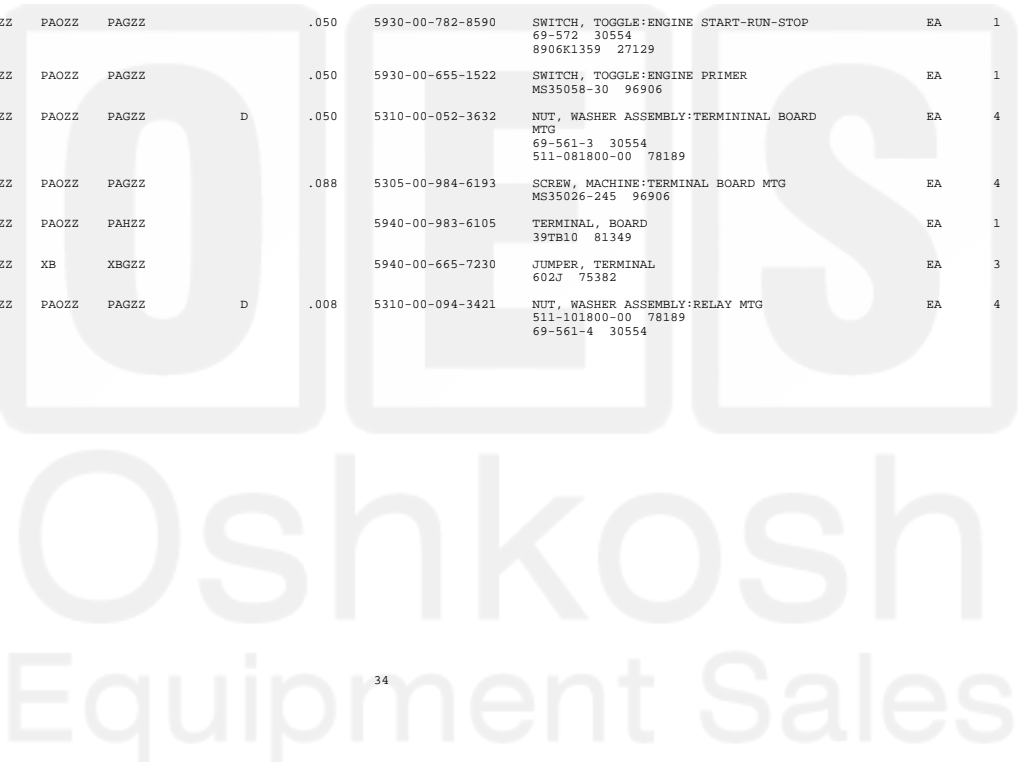 ZZ PAOZZ PAGZZ .050 5930-00-782-8590 SWITCH, TOGGLE:ENGINE START-RUN-STOP EA 1
69-572 30554
8906K1359 27129
ZZ PAOZZ PAGZZ .050 5930-00-655-1522 SWITCH, TOGGLE:ENGINE PRIMER EA 1
MS35058-30 96906
ZZ PAOZZ PAGZZ D .050 5310-00-052-3632 NUT, WASHER ASSEMBLY:TERMININAL BOARD EA 4
MTG
69-561-3 30554
511-081800-00 78189
ZZ PAOZZ PAGZZ .088 5305-00-984-6193 SCREW, MACHINE:TERMINAL BOARD MTG EA 4
MS35026-245 96906
ZZ PAOZZ PAHZZ 5940-00-983-6105 TERMINAL, BOARD EA 1
39TB10 81349
ZZ XB XBGZZ 5940-00-665-7230 JUMPER, TERMINAL EA 3
602J 75382
ZZ PAOZZ PAGZZ D .008 5310-00-094-3421 NUT, WASHER ASSEMBLY:RELAY MTG EA 4
511-101800-00 78189
69-561-4 30554
OES
Oshkosh
Equipment Sales
34